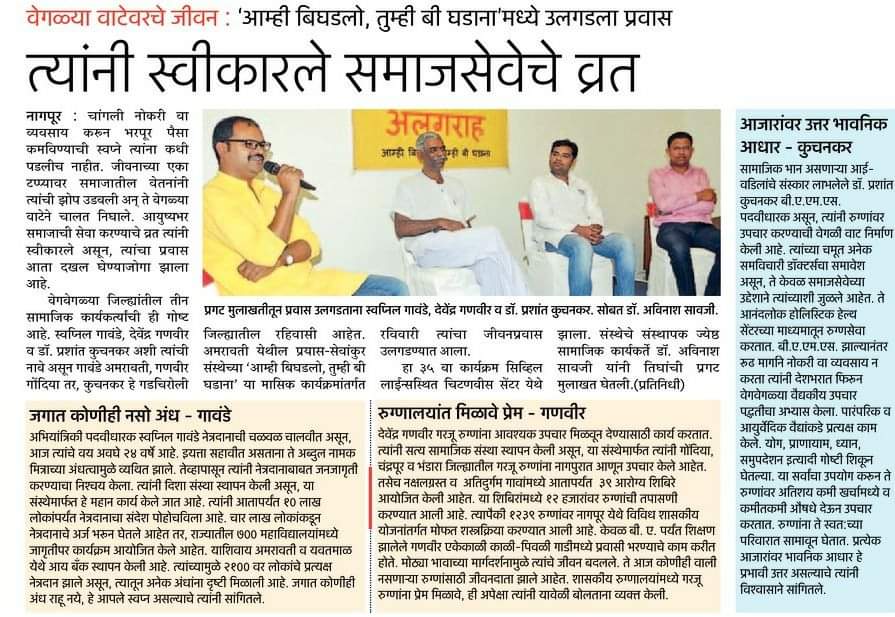 वेगळ्या वाटेवरचे जीवन : 'आम्ही बिघडलो, तुम्ही बी घडाना'मध्ये उलगडला प्रवास
त्यांनी स्वीकारले समाजसेवेचे व्रत
नागपूर : चांगली नोकरी वा
व्यवसाय करून भरपूर पैसा
कमविण्याची स्वप्ने त्यांना कधी
पडलीच नाहीत. जीवनाच्या एका
टप्प्यावर समाजातील वेतनांनी
त्यांची झोप उडवली अन् ते वेगळ्या
वाटेने चालत निघाले. आयुष्यभर
समाजाची सेवा करण्याचे व्रत त्यांनी
स्वीकारले असून, त्यांचा प्रवास
आता दखल घेण्याजोगा झाला
आहे.
वेगवेगळ्या जिल्ह्यांतील तीन
सामाजिक कार्यकर्त्यांची ही गोष्ट
आहे. स्वप्निल गावंडे, देवेंद्र गणवीर
व डॉ. प्रशांत कुचनकर अशी त्यांची
नावे असून गावंडे अमरावती, गणवीर
गोंदिया तर, कुचनकर हे गडचिरोली
अलगराह
आम्ही बिघडलो तुम्ही बी घडाना
प्रगट मुलाखतीतून प्रवास उलगडताना स्वप्निल गावंडे, देवेंद्र गणवीर व डॉ. प्रशांत कुचनकर. सोबत डॉ. अविनाश सावजी.
जिल्ह्यातील रहिवासी आहेत.
अमरावती येथील प्रयास-सेवांकुर
संस्थेच्या 'आम्ही बिघडलो, तुम्ही बी
घडाना' या मासिक कार्यक्रमांतर्गत
रविवारी त्यांचा जीवनप्रवास
उलगडण्यात आला.
हा ३५ वा कार्यक्रम सिव्हिल
लाईन्सस्थित चिटणवीस सेंटर येथे
झाला. संस्थेचे संस्थापक ज्येष्ठ
सामाजिक कार्यकर्ते डॉ. अविनाश
सावजी यांनी तिघांची प्रगट
मुलाखत घेतली.(प्रतिनिधी)
जगात कोणीही नसो अंध - गावंडे
अभियांत्रिकी पदवीधारक स्वप्निल गावंडे नेत्रदानाची चळवळ चालवीत असून,
आज त्यांचे वय अवघे २४ वर्षे आहे. इयत्ता सहावीत असताना ते अब्दुल नामक
मित्राच्या अंधत्वामुळे व्यथित झाले. तेव्हापासून त्यांनी नेत्रदानाबाबत जनजागृती
करण्याचा निश्चय केला. त्यांनी दिशा संस्था स्थापन केली असून, या
संस्थेमार्फत हे महान कार्य केले जात आहे. त्यांनी आतापर्यंत १० लाख
लोकांपर्यंत नेत्रदानाचा संदेश पोहोचविला आहे. चार लाख लोकांकडून
नेत्रदानाचे अर्ज भरून घेतले आहेत तर, राज्यातील ७०० महाविद्यालयांमध्ये
जागृतीपर कार्यक्रम आयोजित केले आहेत. याशिवाय अमरावती व यवतमाळ
येथे आय बँक स्थापन केली आहे. त्यांच्यामुळे २१०० वर लोकांचे प्रत्यक्ष
नेत्रदान झाले असून, त्यातून अनेक अंधांना दृष्टी मिळाली आहे. जगात कोणीही
अंध राहू नये, हे आपले स्वप्न असल्याचे त्यांनी सांगितले.
रुग्णालयांत मिळावे प्रेम - गणवीर
देवेंद्र गणवीर गरजू रुग्णांना आवश्यक उपचार मिळवून देण्यासाठी कार्य करतात.
त्यांनी सत्य सामाजिक संस्था स्थापन केली असून, या संस्थेमार्फत त्यांनी गोंदिया,
चंद्रपूर व भंडारा जिल्ह्यातील गरजू रुग्णांना नागपुरात आणून उपचार केले आहेत.
तसेच नक्षलग्रस्त व अतिदुर्गम गावांमध्ये आतापर्यंत ३९ आरोग्य शिबिरे
आयोजित केली आहेत. या शिबिरांमध्ये १२ हजारांवर रुग्णांची तपासणी
करण्यात आली आहे. त्यापैकी १२३९ रुग्णांवर नागपूर येथे विविध शासकीय
योजनांतर्गत मोफत शस्त्रक्रिया करण्यात आली आहे. केवळ बी. ए. पर्यंत शिक्षण
झालेले गणवीर एकेकाळी काळी-पिवळी गाडीमध्ये प्रवासी भरण्याचे काम करीत
होते. मोठ्या भावाच्या मार्गदर्शनामुळे त्यांचे जीवन बदलले. ते आज कोणीही वाली
नसणाऱ्या रुग्णांसाठी जीवनदाता झाले आहेत. शासकीय रुग्णालयांमध्ये गरजू
रुग्णांना प्रेम मिळावे, ही अपेक्षा त्यांनी यावेळी बोलताना व्यक्त केली.
आजारांवर उत्तर भावनिक
आधार - कुचनकर
सामाजिक भान असणाऱ्या आई-
वडिलांचे संस्कार लाभलेले डॉ. प्रशांत
कुचनकर बी.ए.एम.एस.
पदवीधारक असून, त्यांनी रुग्णांवर
उपचार करण्याची वेगळी वाट निर्माण
केली आहे. त्यांच्या चमूत अनेक
समविचारी डॉक्टर्सचा समावेश
असून, ते केवळ समाजसेवेच्या
उद्देशाने त्यांच्याशी जुळले आहेत. ते
आनंदलोक होलिस्टिक हेल्थ
सेंटरच्या माध्यमातून रुग्णसेवा
करतात. बी.ए.एम.एस. झाल्यानंतर
रूढ मार्गाने नोकरी वा व्यवसाय न
करता त्यांनी देशभरात फिरून
वेगवेगळ्या वैद्यकीय उपचार
पद्धतीचा अभ्यास केला. पारंपरिक व
आयुर्वेदिक वैद्यांकडे प्रत्यक्ष काम
केले. योग, प्राणायाम, ध्यान,
समुपदेशन इत्यादी गोष्टी शिकून
घेतल्या. या सर्वांचा उपयोग करून ते
रुग्णांवर अतिशय कमी खर्चामध्ये व
कमीतकमी औषधे देऊन उपचार
करतात. रुग्णांना ते स्वत:च्या
परिवारात सामावून घेतात. प्रत्येक
आजारांवर भावनिक आधार हे
प्रभावी उत्तर असल्याचे त्यांनी
विश्वासाने सांगितले.